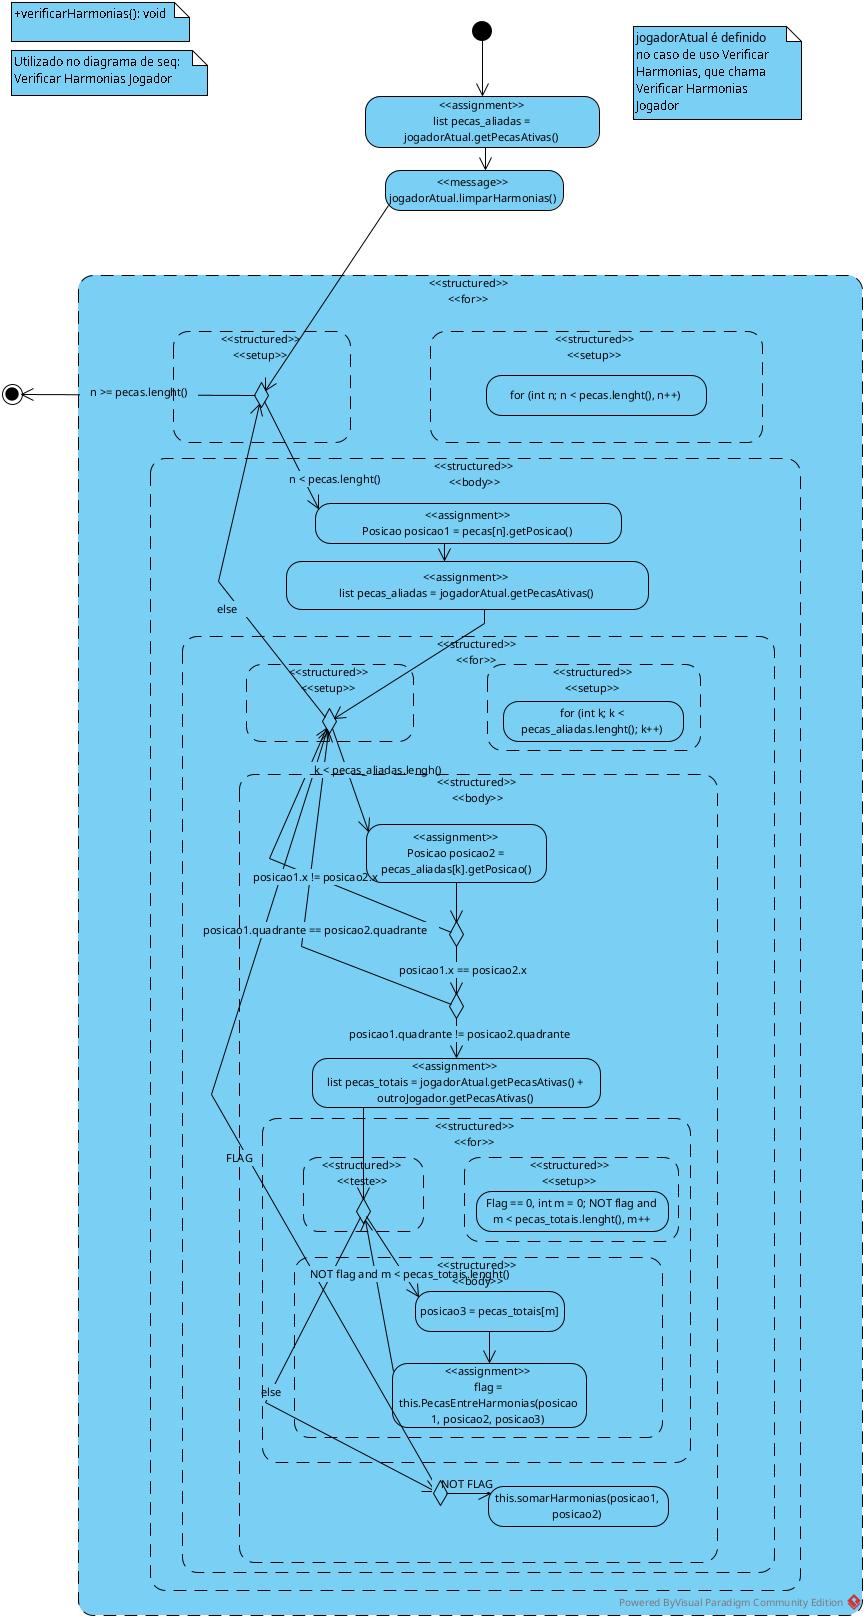 +verificarHarmonias(): void
Utilizado no diagrama de seq:
Verificar Harmonias Jogador
jogadorAtual é definido
no caso de uso Verificar
Harmonias, que chama
Verificar Harmonias
Jogador
<<assignment>>
list pecas_aliadas =
jogadorAtual.getPecasAtivas()
<<message>>
jogadorAtual.limparHarmonias()
<<structured>>
<<for>>
<<structured>>
<<setup>>
<<structured>>
<<setup>>
for (int n; n < pecas.lenght(), n++)
n >= pecas.lenght()
<<structured>>
<<body>>
n < pecas.lenght()
<<assignment>>
Posicao posicao1 = pecas[n].getPosicao()
<<assignment>>
list pecas_aliadas = jogadorAtual.getPecasAtivas()
else
<<structured>>
<<for>>
<<structured>>
<<setup>>
<<structured>>
<<setup>>
for (int k; k <
pecas_aliadas.lenght(); k++)
k < pecas_aliadas.lengh()
<<structured>>
<<body>>
<<assignment>>
Posicao posicao2 =
pecas_aliadas[k].getPosicao()
posicao1.x != posicao2.x
posicao1.quadrante == posicao2.quadrante
posicao1.x == posicao2.x
posicao1.quadrante != posicao2.quadrante
<<assignment>>
list pecas_totais = jogadorAtual.getPecasAtivas() +
outroJogador.getPecasAtivas()
<<structured>>
<<for>>
FLAG
<<structured>>
<<teste>>
<<structured>>
<<setup>>
Flag == 0, int m = 0; NOT flag and
m < pecas_totais.lenght(), m++
<<structured>>
<<body>>
NOT flag and m < pecas_totais.lenght()
posicao3 = pecas_totais[m]
<<assignment>>
flag =
this.PecasEntreHarmonias(posicao
1, posicao2, posicao3)
else
NOT FLAG
this.somarHarmonias(posicao1,
posicao2)
Powered ByVisual Paradigm Community Edition